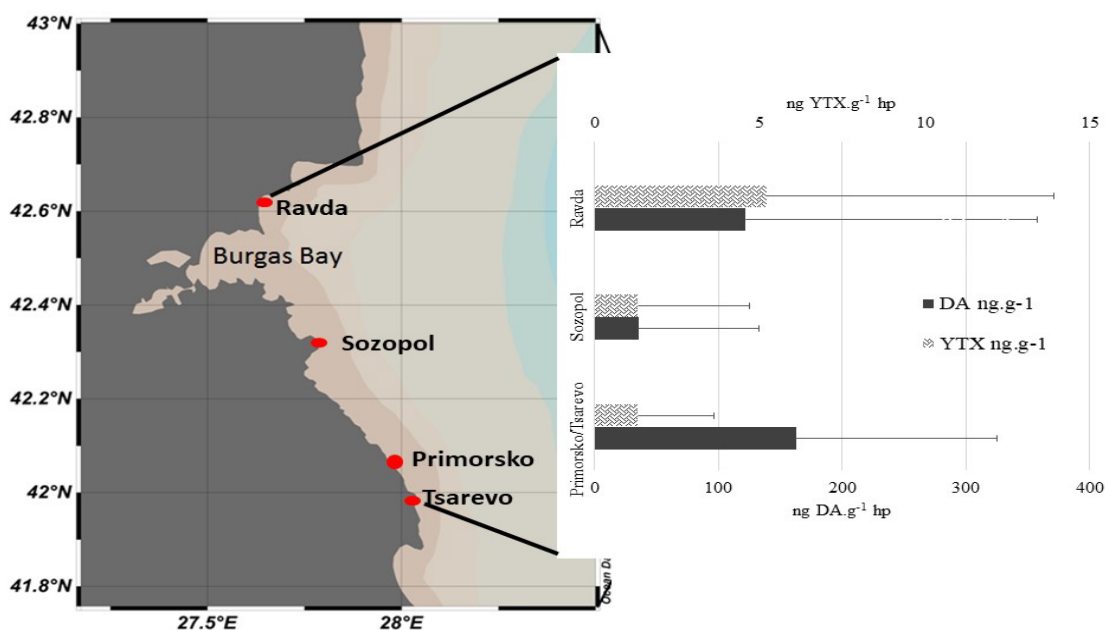 43°N
42.8°N
42.6°N
42.4°N
42.2°N
42°N
41.8°N
27.5°E
28°E
Ravda
Burgas Bay
Sozopol
Primorsko
Tsarevo
ng YTX.g⁻¹ hp
0 5 10 15
Ravda
Sozopol
Primorsko/Tsarevo
DA ng.g-1
YTX ng.g-1
0 100 200 300 400
ng DA.g⁻¹ hp